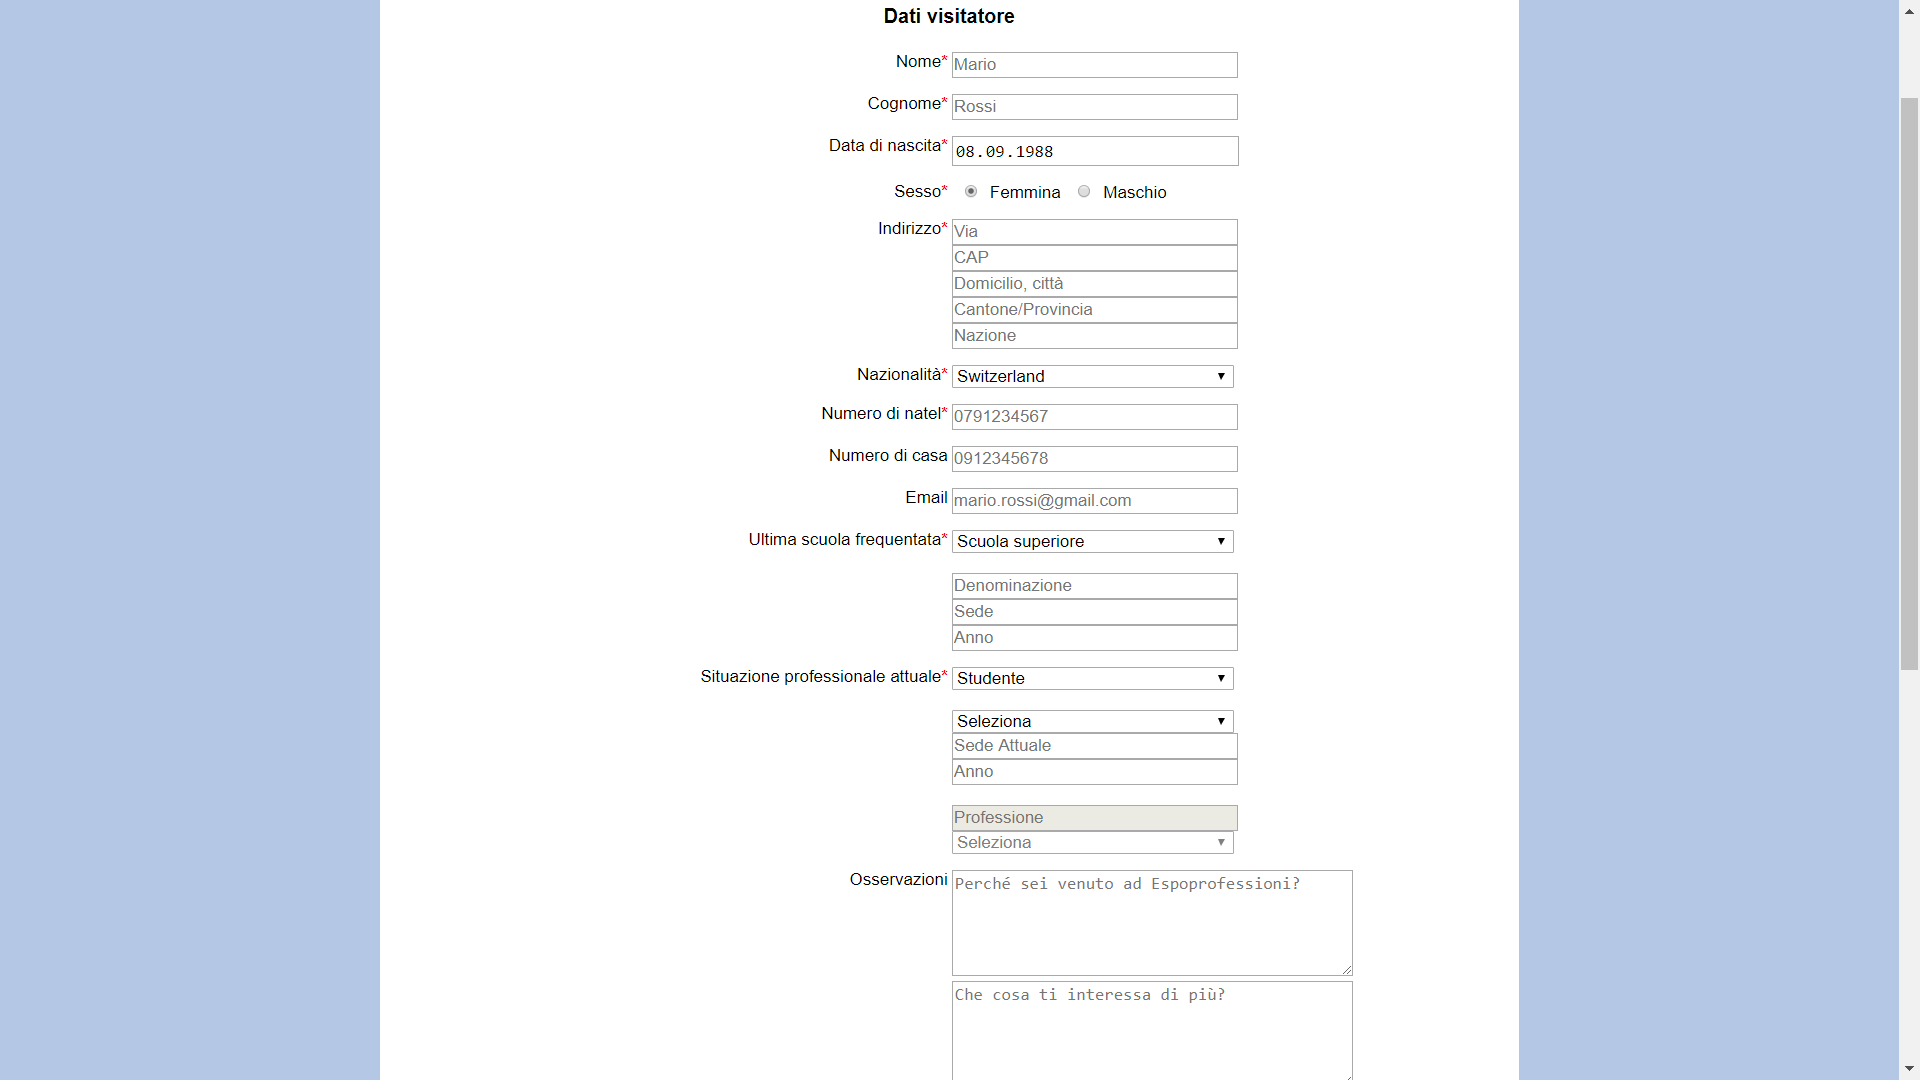 Dati visitatore
Nome* Mario
Cognome* Rossi
Data di nascita* 08.09.1988
Sesso* Femmina Maschio
Indirizzo* Via
CAP
Domicilio, città
Cantone/Provincia
Nazione
Nazionalità* Switzerland
Numero di natel* 0791234567
Numero di casa 0912345678
Email mario.rossi@gmail.com
Ultima scuola frequentata* Scuola superiore
Denominazione
Sede
Anno
Situazione professionale attuale* Studente
Seleziona
Sede Attuale
Anno
Professione
Seleziona
Osservazioni Perché sei venuto ad Espoprofessioni?
Che cosa ti interessa di più?